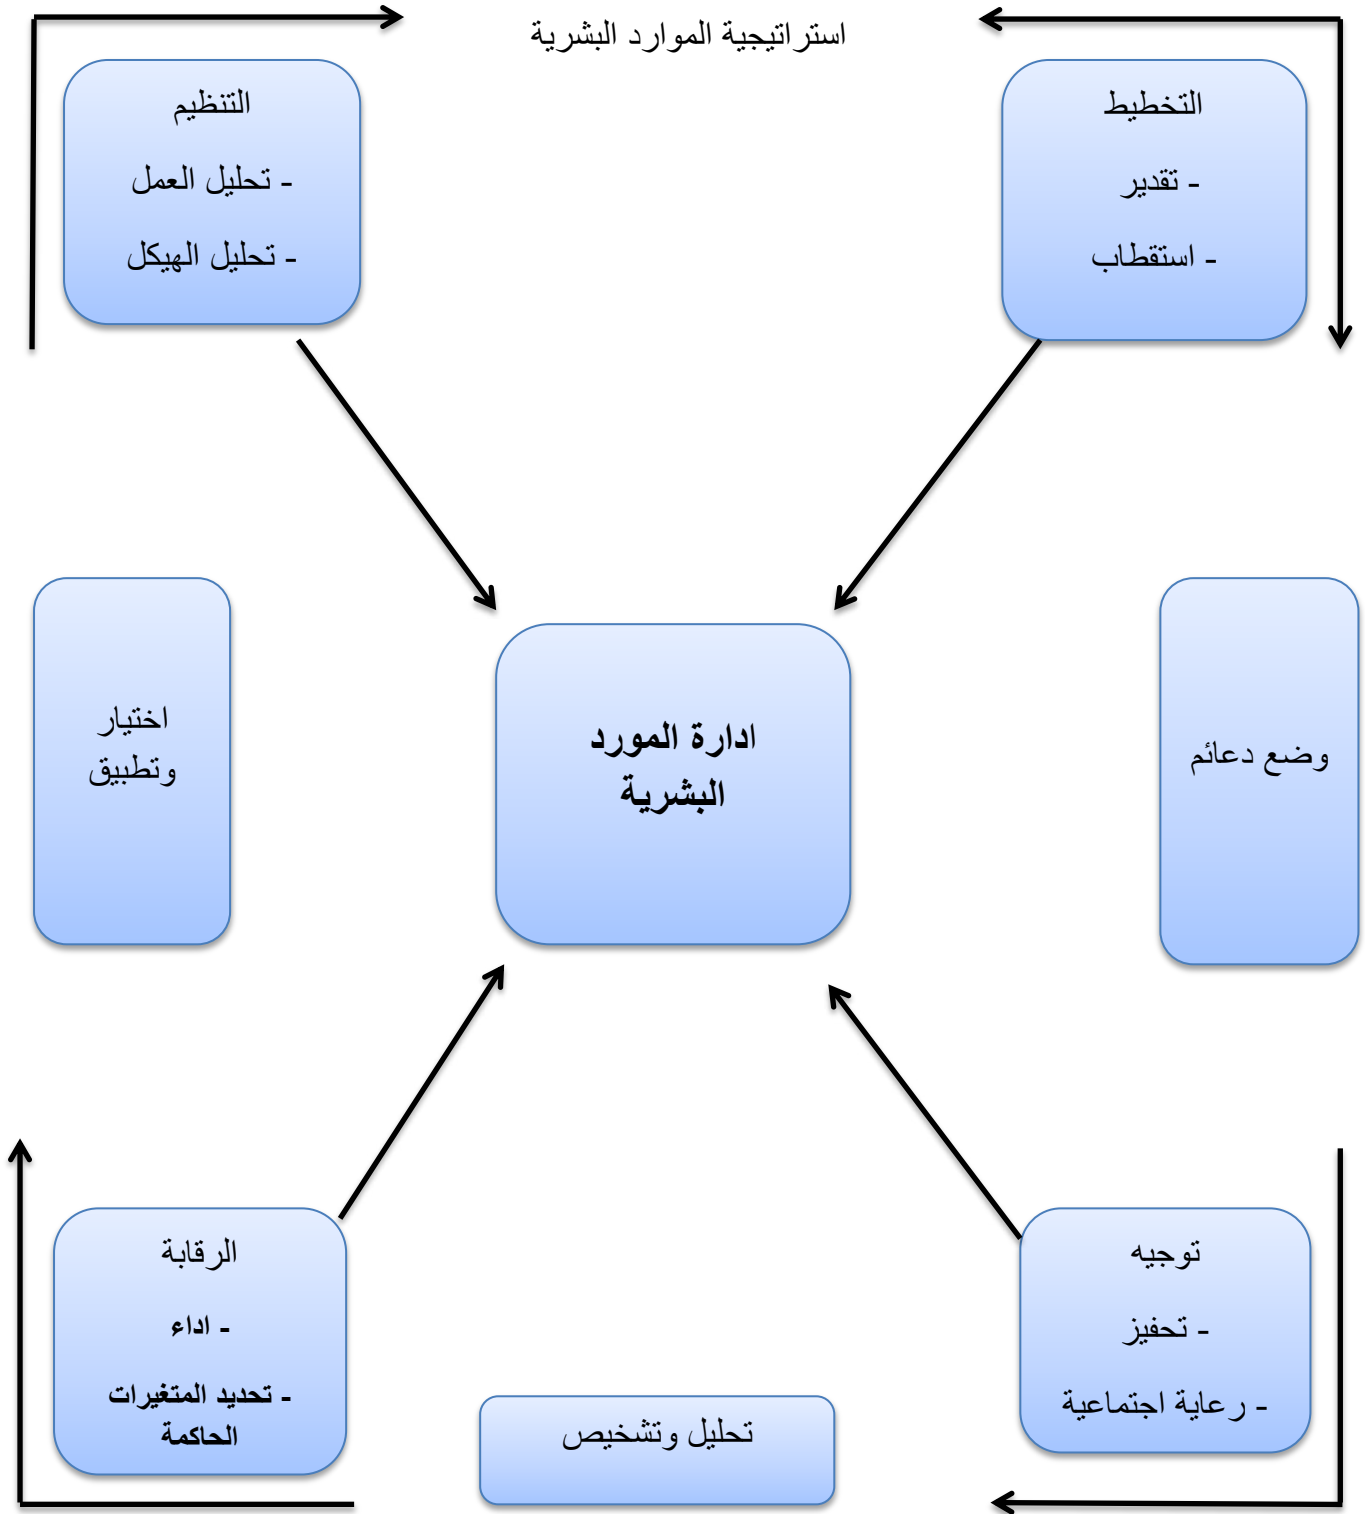 استراتيجية الموارد البشرية
التخطيط
- تقدير
- استقطاب
التنظيم
- تحليل العمل
- تحليل الهيكل
وضع دعائم
ادارة المورد
البشرية
اختيار
وتطبيق
توجيه
- تحفيز
- رعاية اجتماعية
الرقابة
- اداء
- تحديد المتغيرات
الحاكمة
تحليل وتشخيص